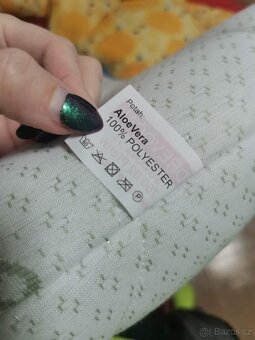 Potah:
AloeVera
100% POLYESTER
P
Bazos.cz